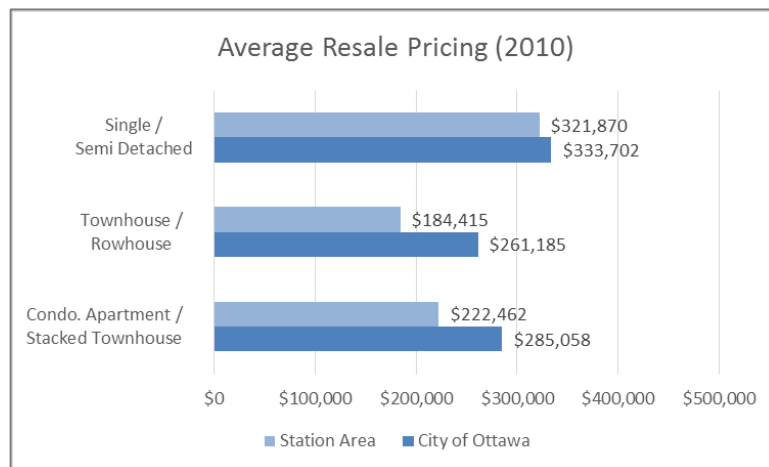 Average Resale Pricing (2010)
Single /
Semi Detached
$321,870
$333,702
Townhouse /
Rowhouse
$184,415
$261,185
Condo. Apartment /
Stacked Townhouse
$222,462
$285,058
$0 $100,000 $200,000 $300,000 $400,000 $500,000
Station Area City of Ottawa